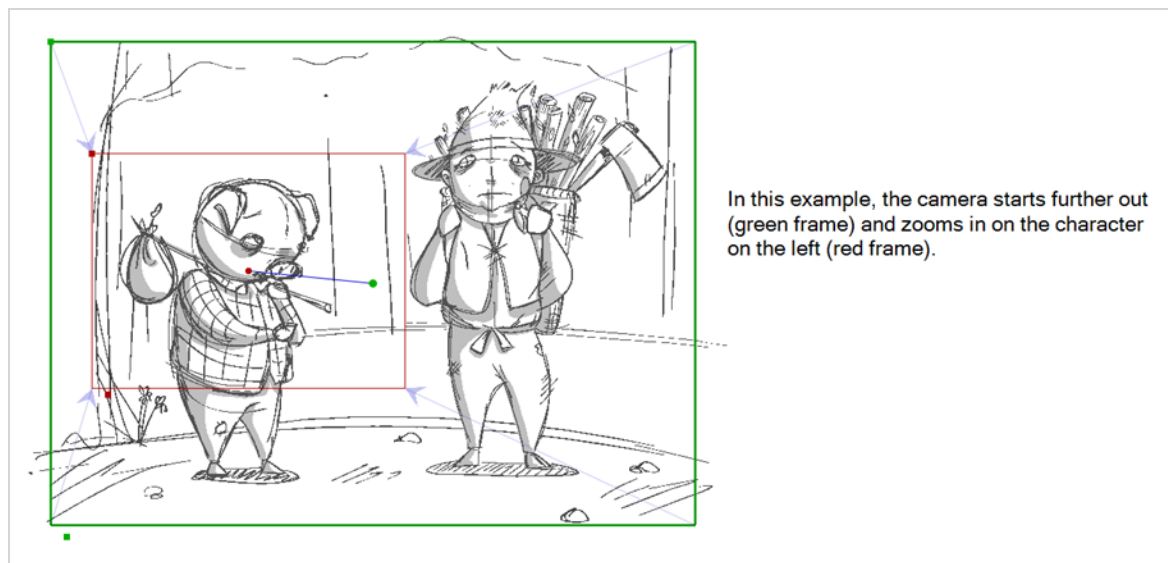 In this example, the camera starts further out
(green frame) and zooms in on the character
on the left (red frame).